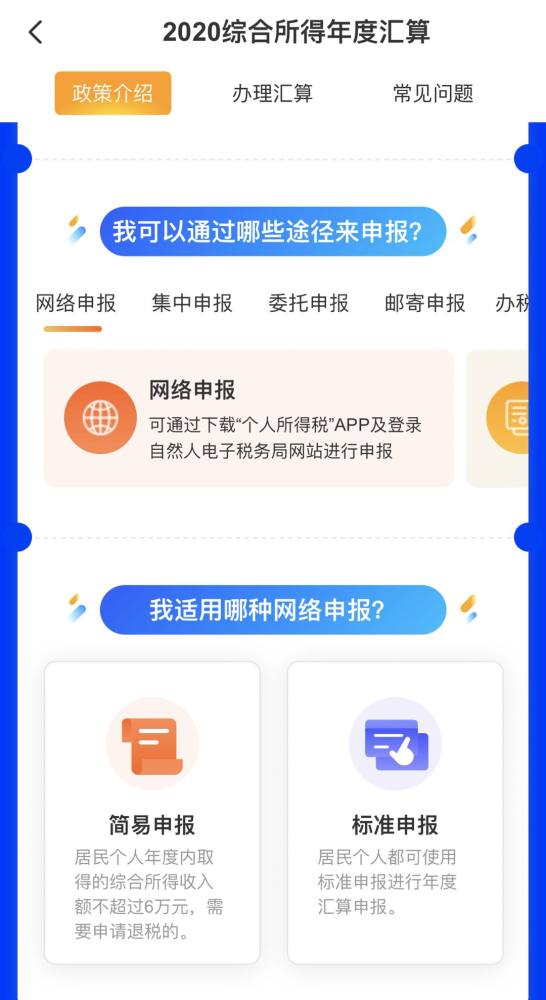 2020综合所得年度汇算
政策介绍 办理汇算 常见问题
我可以通过哪些途径来申报?
网络申报 集中申报 委托申报 邮寄申报 办税
网络申报
可通过下载“个人所得税”APP及登录
自然人电子税务局网站进行申报
我适用哪种网络申报?
简易申报
居民个人年度内取
得的综合所得收入
额不超过6万元，需
要申请退税的。
标准申报
居民个人都可使用
标准申报进行年度
汇算申报。